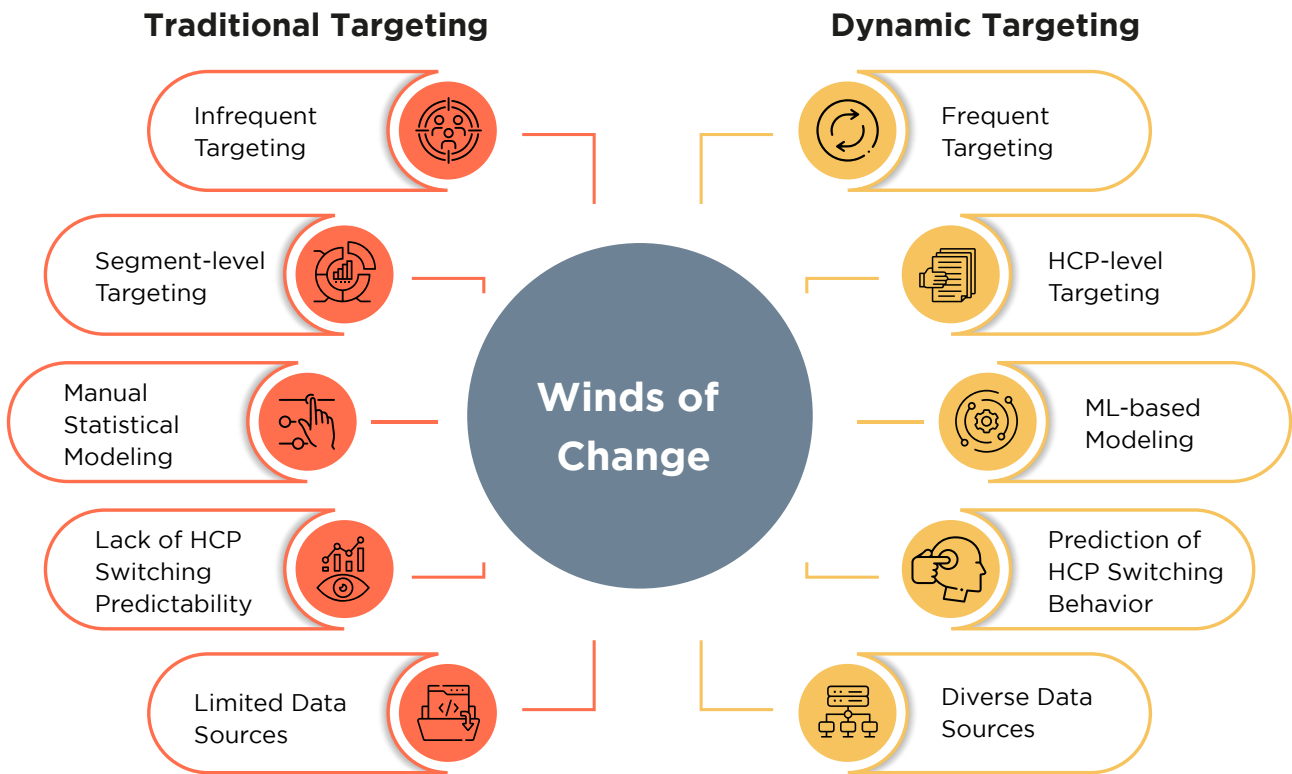 Traditional Targeting
Dynamic Targeting
Infrequent
Targeting
Segment-level
Targeting
Manual
Statistical
Modeling
Lack of HCP
Switching
Predictability
Limited Data
Sources
Winds of
Change
Frequent
Targeting
HCP-level
Targeting
ML-based
Modeling
Prediction of
HCP Switching
Behavior
Diverse Data
Sources